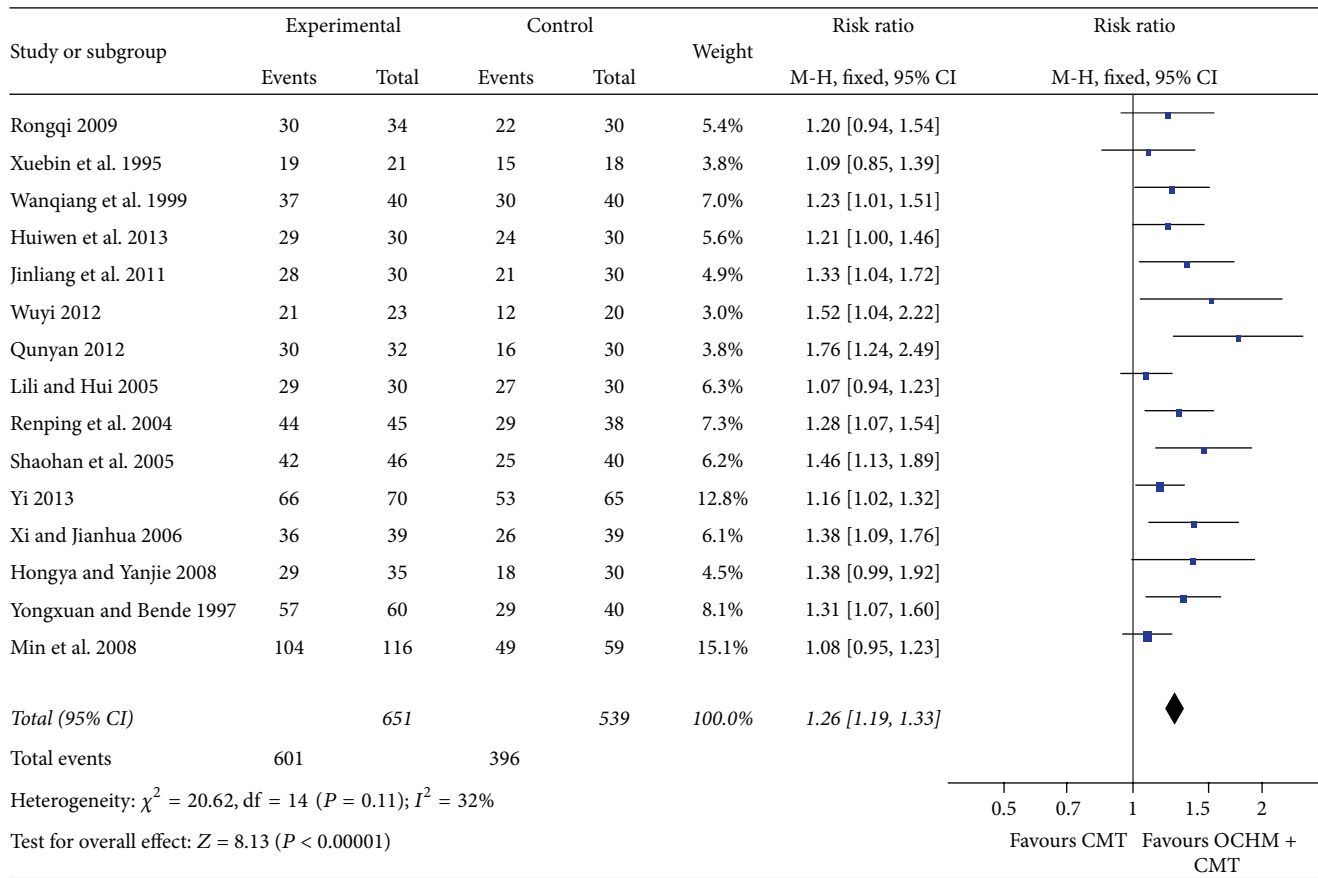 Study or subgroup Experimental Control Weight Risk ratio Risk ratio
Events Total Events Total M-H, fixed, 95% CI M-H, fixed, 95% CI
Rongqi 2009 30 34 22 30 5.4% 1.20 [0.94, 1.54]
Xuebin et al. 1995 19 21 15 18 3.8% 1.09 [0.85, 1.39]
Wanqiang et al. 1999 37 40 30 40 7.0% 1.23 [1.01, 1.51]
Huiwen et al. 2013 29 30 24 30 5.6% 1.21 [1.00, 1.46]
Jinliang et al. 2011 28 30 21 30 4.9% 1.33 [1.04, 1.72]
Wuyi 2012 21 23 12 20 3.0% 1.52 [1.04, 2.22]
Qunyan 2012 30 32 16 30 3.8% 1.76 [1.24, 2.49]
Lili and Hui 2005 29 30 27 30 6.3% 1.07 [0.94, 1.23]
Renping et al. 2004 44 45 29 38 7.3% 1.28 [1.07, 1.54]
Shaohan et al. 2005 42 46 25 40 6.2% 1.46 [1.13, 1.89]
Yi 2013 66 70 53 65 12.8% 1.16 [1.02, 1.32]
Xi and Jianhua 2006 36 39 26 39 6.1% 1.38 [1.09, 1.76]
Hongya and Yanjie 2008 29 35 18 30 4.5% 1.38 [0.99, 1.92]
Yongxuan and Bende 1997 57 60 29 40 8.1% 1.31 [1.07, 1.60]
Min et al. 2008 104 116 49 59 15.1% 1.08 [0.95, 1.23]
Total (95% CI) 651 539 100.0% 1.26 [1.19, 1.33]
Total events 601 396
Heterogeneity: χ² = 20.62, df = 14 (P = 0.11); I² = 32%
0.5 0.7 1 1.5 2
Test for overall effect: Z = 8.13 (P < 0.00001)
Favours CMT Favours OCHM +
CMT